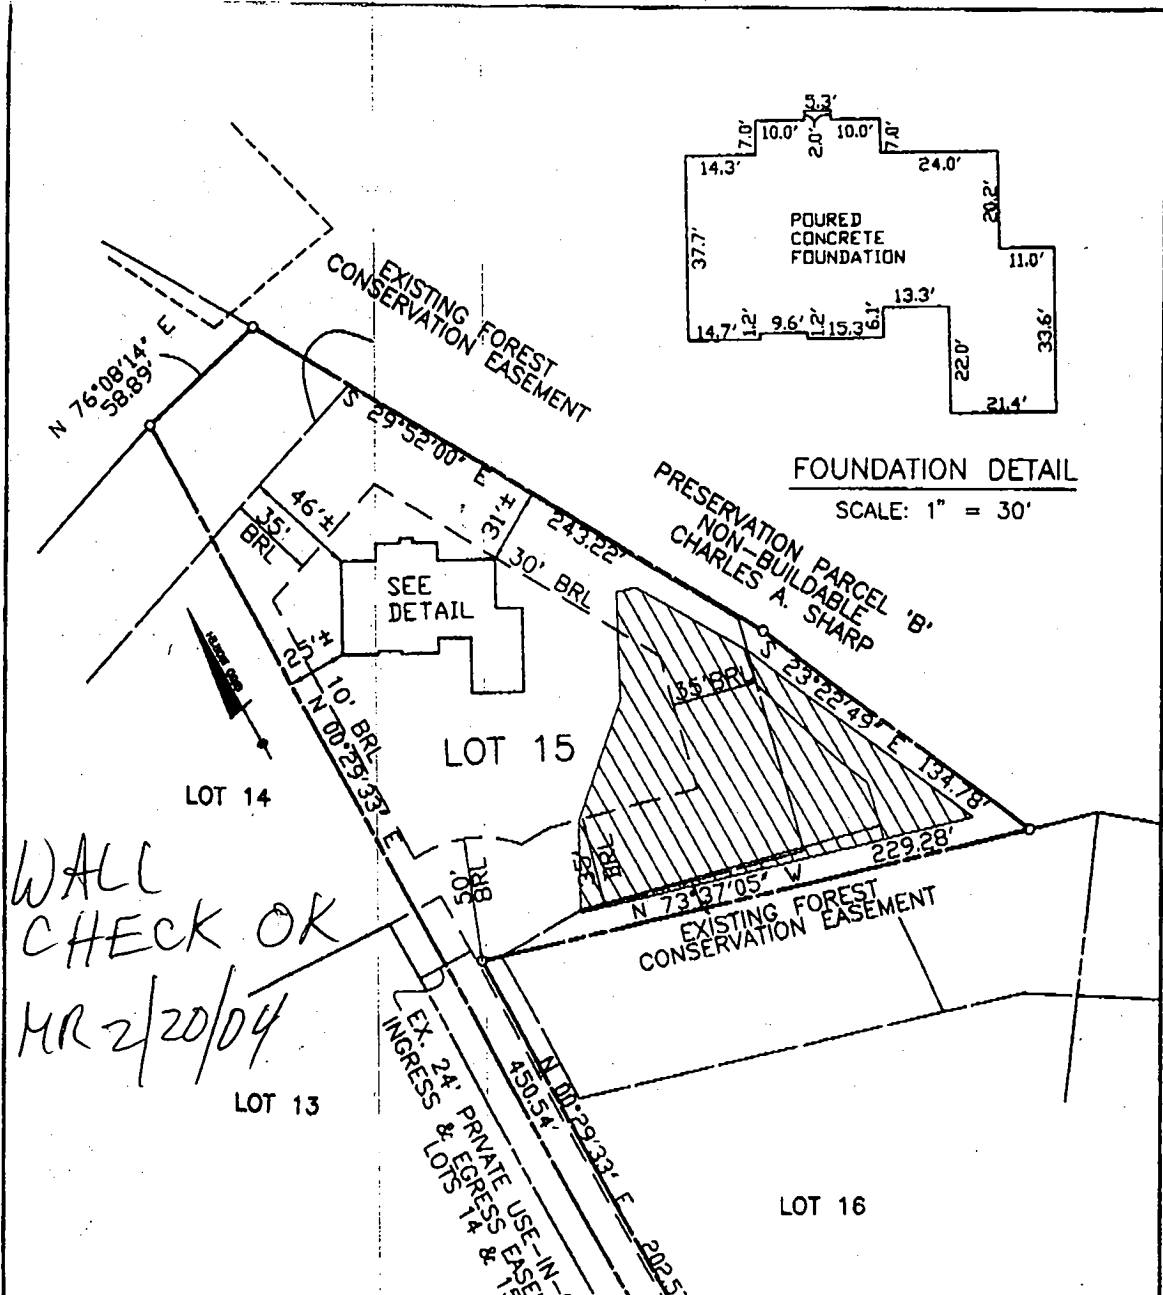 5.3'
7.0'
10.0'
2.0'
10.0'
7.0'
14.3'
24.0'
20.2'
37.7'
POURED
CONCRETE
FOUNDATION
11.0'
13.3'
14.7'
1.2'
9.6'
1.2'
15.3'
6.1'
22.0'
33.6'
21.4'
FOUNDATION DETAIL
SCALE: 1" = 30'
EXISTING FOREST
CONSERVATION EASEMENT
N 76°08'14" E
58.89'
S 29°52'00" E
243.22'
46'±
35'
BRL
31'±
30' BRL
PRESERVATION PARCEL 'B'
NON-BUILDABLE
CHARLES A. SHARP
SEE
DETAIL
25'±
10' BRL
N 00°29'33" E
S 23°22'49" E
134.78'
35' BRL
LOT 15
LOT 14
50'
BRL
35'
BRL
N 73°37'05" W
229.28'
EXISTING FOREST
CONSERVATION EASEMENT
WALL
CHECK OK
MR 2/20/04
LOT 13
EX. 24' PRIVATE USE-IN-
INGRESS & EGRESS EASE
LOTS 14 & 15
450.54'
N 00°29'33" E
202.5
LOT 16